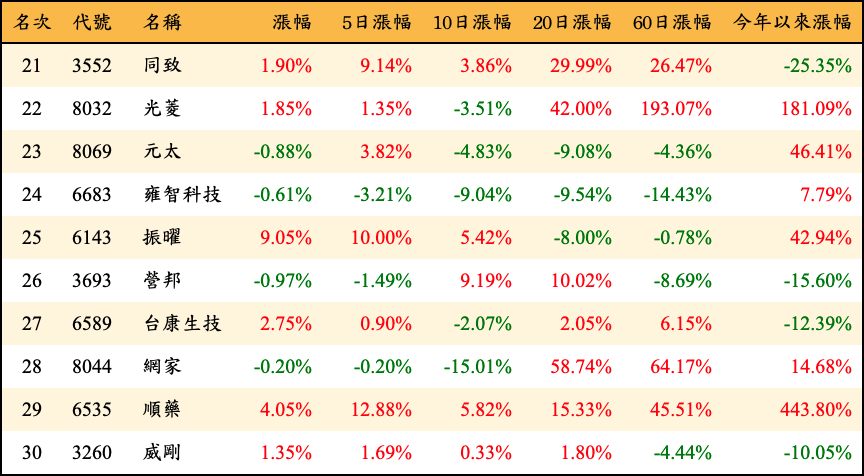 名次 代號 名稱 漲幅 5日漲幅 10日漲幅 20日漲幅 60日漲幅 今年以來漲幅
21 3552 同致 1.90% 9.14% 3.86% 29.99% 26.47% -25.35%
22 8032 光菱 1.85% 1.35% -3.51% 42.00% 193.07% 181.09%
23 8069 元太 -0.88% 3.82% -4.83% -9.08% -4.36% 46.41%
24 6683 雍智科技 -0.61% -3.21% -9.04% -9.54% -14.43% 7.79%
25 6143 振曜 9.05% 10.00% 5.42% -8.00% -0.78% 42.94%
26 3693 營邦 -0.97% -1.49% 9.19% 10.02% -8.69% -15.60%
27 6589 台康生技 2.75% 0.90% -2.07% 2.05% 6.15% -12.39%
28 8044 網家 -0.20% -0.20% -15.01% 58.74% 64.17% 14.68%
29 6535 順藥 4.05% 12.88% 5.82% 15.33% 45.51% 443.80%
30 3260 威剛 1.35% 1.69% 0.33% 1.80% -4.44% -10.05%